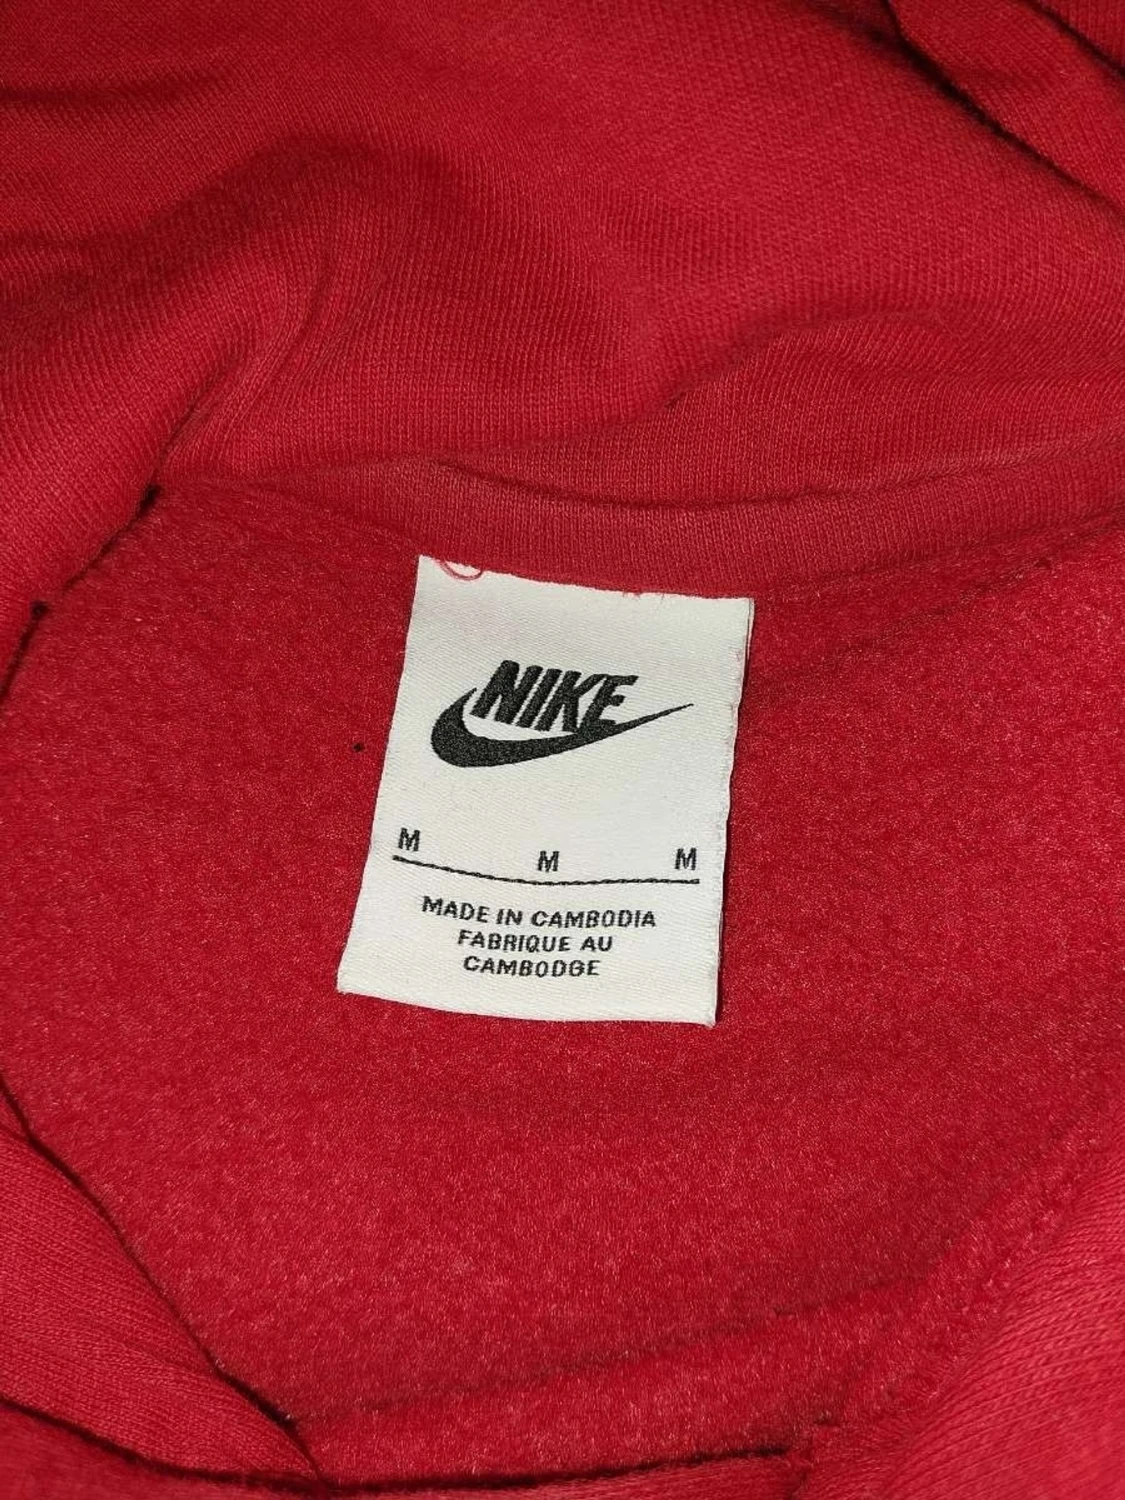 NIKE
M M M
MADE IN CAMBODIA
FABRIQUE AU
CAMBODGE